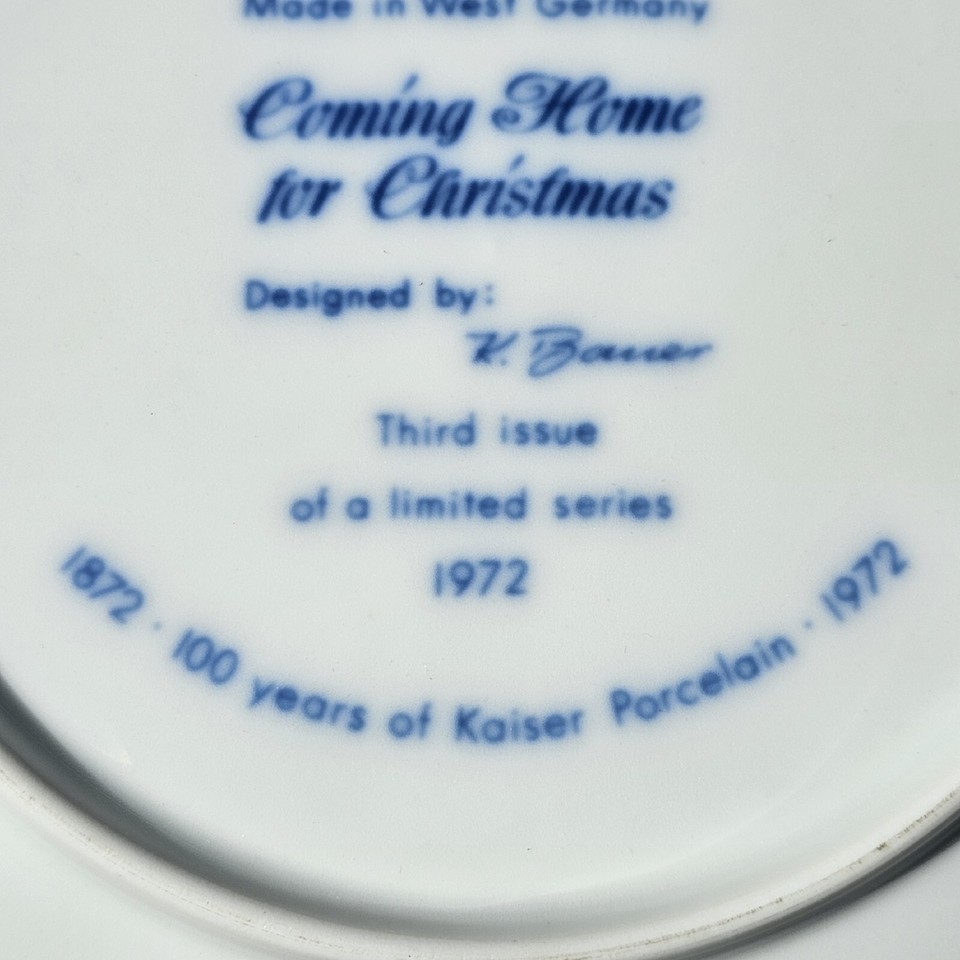 Made in West Germany
Coming Home
for Christmas
Designed by:
K. Bauer
Third issue
of a limited series
1972
1872 · 100 years of Kaiser Porcelain · 1972